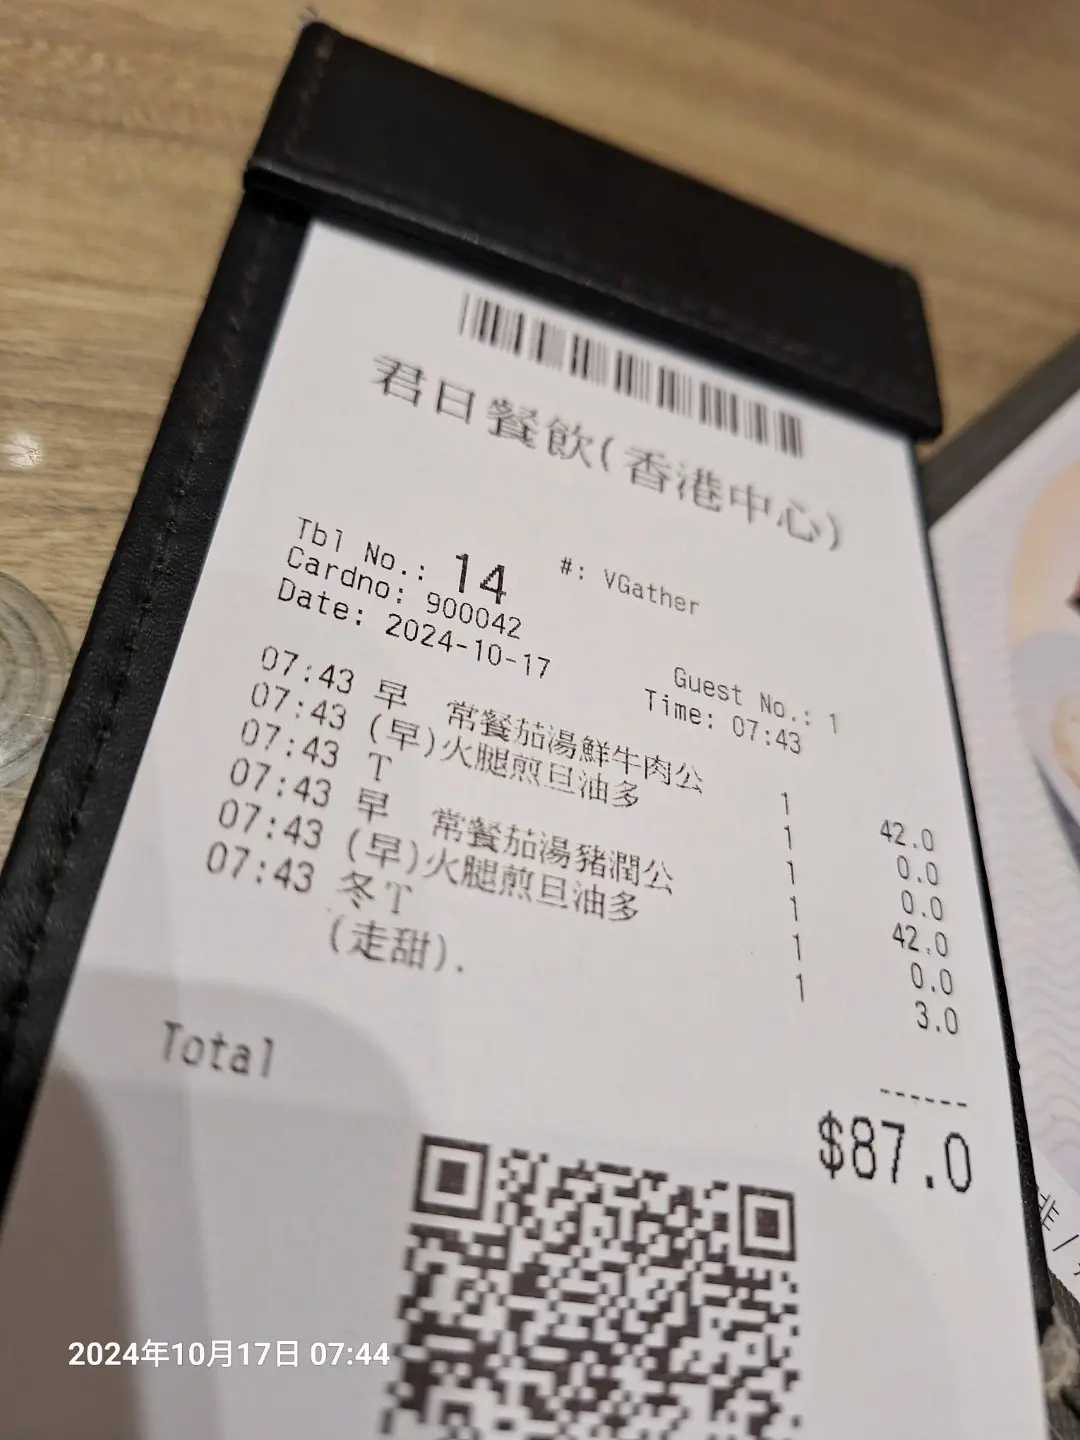 君日餐飲(香港中心)
Tbl No.: 14 #: VGather
Cardno: 900042
Date: 2024-10-17 Guest No.: 1
Time: 07:43
07:43 早 常餐茄湯鮮牛肉公 1 42.0
07:43 (早)火腿煎旦油多 1 0.0
07:43 T 1 0.0
07:43 早 常餐茄湯豬潤公 1 42.0
07:43 (早)火腿煎旦油多 1 0.0
07:43 冬T 1 3.0
(走甜).
------
Total $87.0
2024年10月17日 07:44